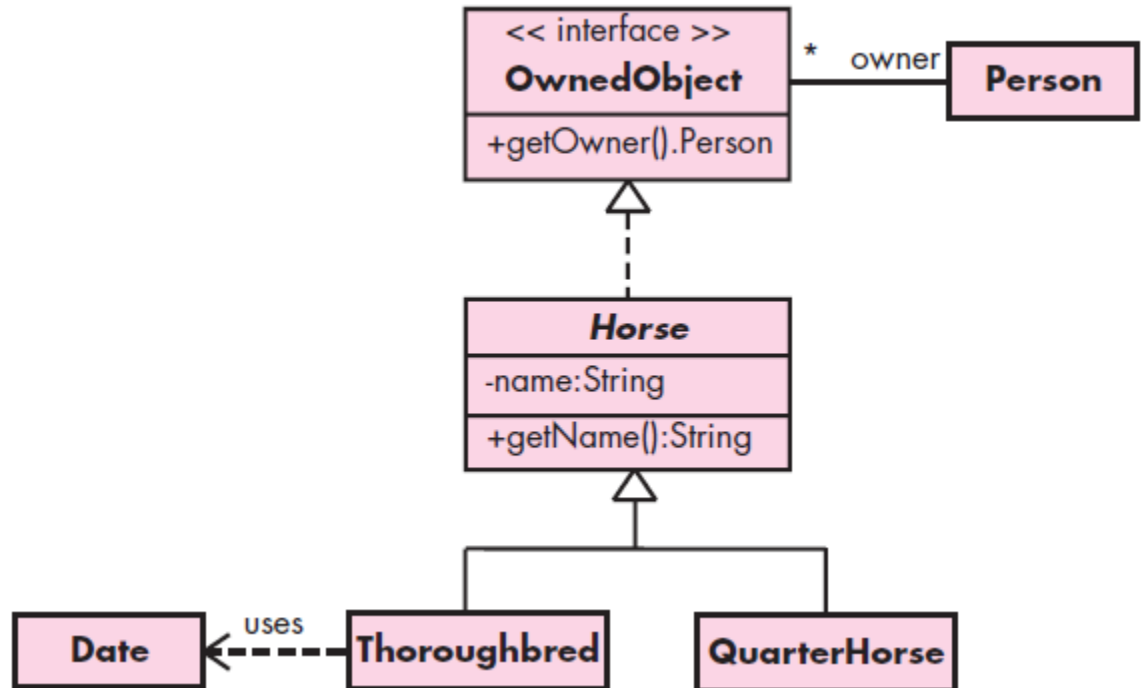 << interface >>
OwnedObject
+getOwner().Person
* owner
Person
Horse
-name:String
+getName():String
Date
uses
Thoroughbred
QuarterHorse